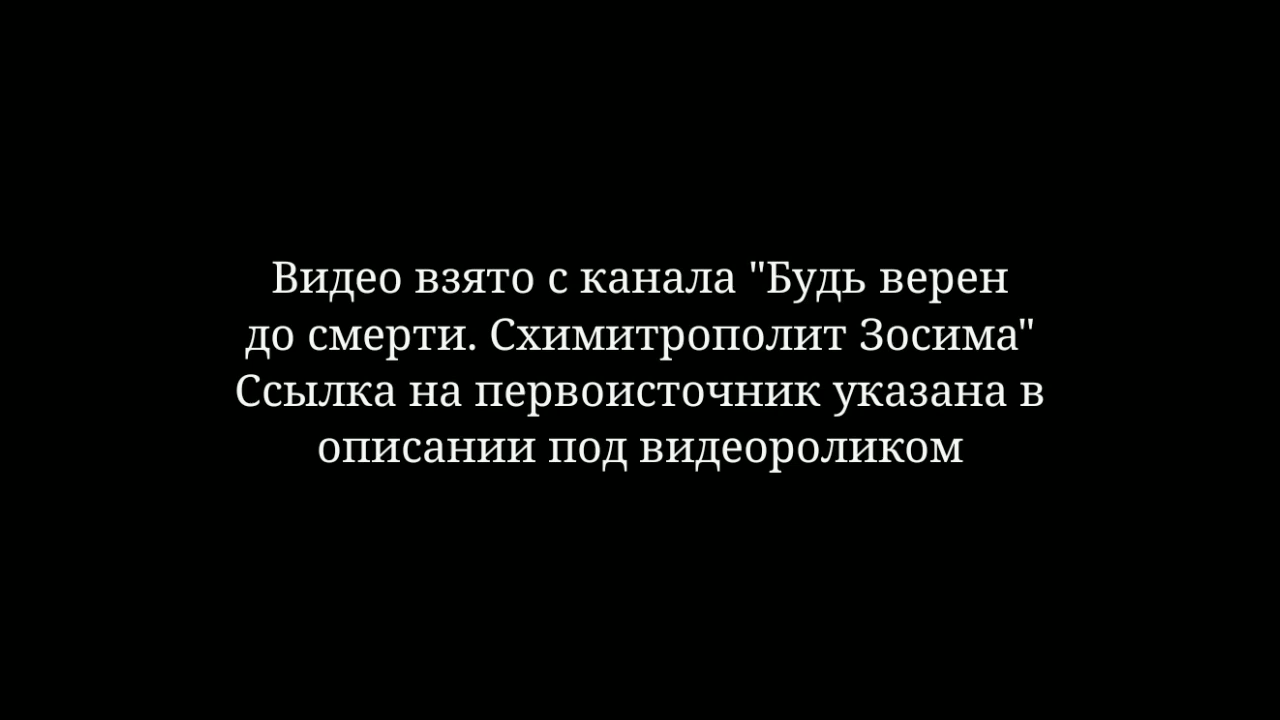 Видео взято с канала "Будь верен
до смерти. Схимитрополит Зосима"
Ссылка на первоисточник указана в
описании под видеороликом